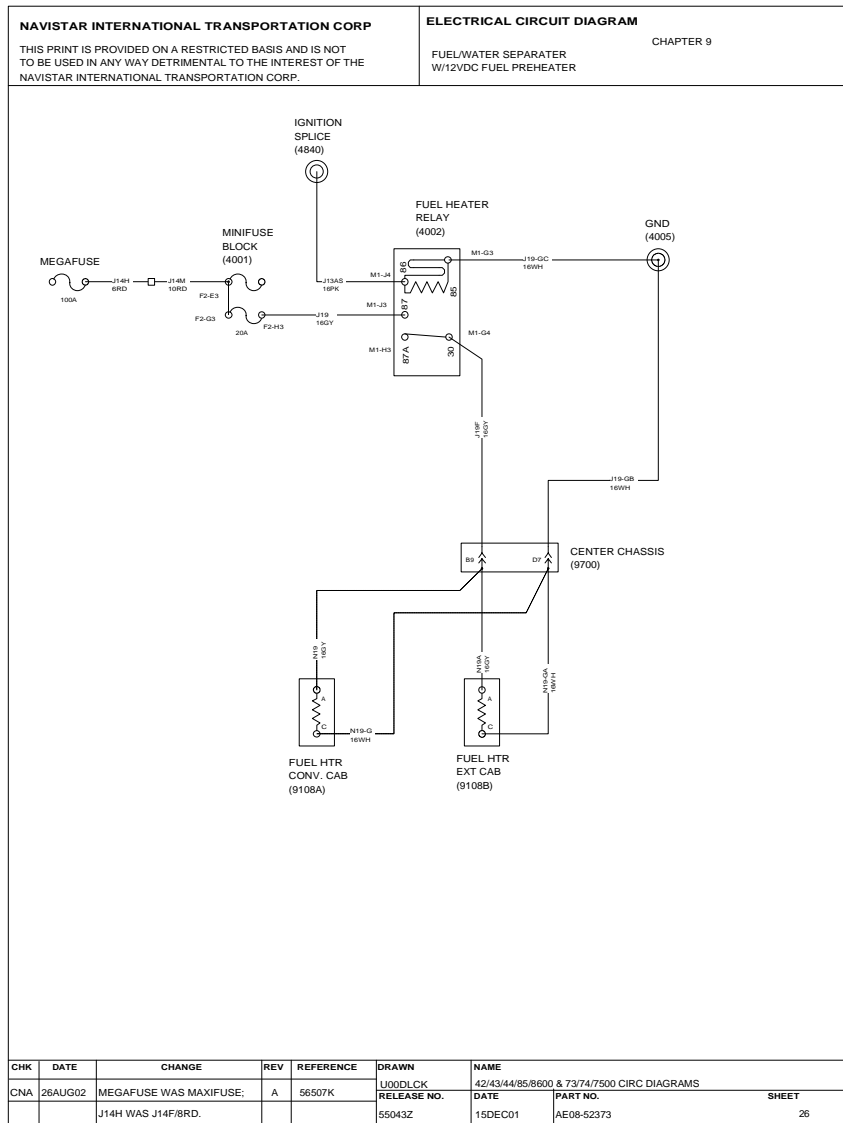 NAVISTAR INTERNATIONAL TRANSPORTATION CORP
THIS PRINT IS PROVIDED ON A RESTRICTED BASIS AND IS NOT
TO BE USED IN ANY WAY DETRIMENTAL TO THE INTEREST OF THE
NAVISTAR INTERNATIONAL TRANSPORTATION CORP.
ELECTRICAL CIRCUIT DIAGRAM
CHAPTER 9
FUEL/WATER SEPARATER
W/12VDC FUEL PREHEATER
IGNITION
SPLICE
(4840)
FUEL HEATER
RELAY
(4002)
GND
(4005)
MINIFUSE
BLOCK
(4001)
MEGAFUSE
100A
J14H
6RD
J14M
10RD
F2-E3
F2-G3
20A
F2-H3
J13AS
16PK
M1-J4
J19
16GY
M1-J3
M1-H3
86
85
87
87A
30
M1-G3
M1-G4
J19-GC
16WH
J19F
16GY
J19-GB
16WH
B9
D7
CENTER CHASSIS
(9700)
N19
16GY
N19A
16GY
N19-GA
16WH
A
C
N19-G
16WH
A
C
FUEL HTR
CONV. CAB
(9108A)
FUEL HTR
EXT CAB
(9108B)
CHK DATE CHANGE REV REFERENCE DRAWN NAME
CNA 26AUG02 MEGAFUSE WAS MAXIFUSE; A 56507K U00DLCK 42/43/44/85/8600 & 73/74/7500 CIRC DIAGRAMS
RELEASE NO. DATE PART NO. SHEET
J14H WAS J14F/8RD. 55043Z 15DEC01 AE08-52373 26